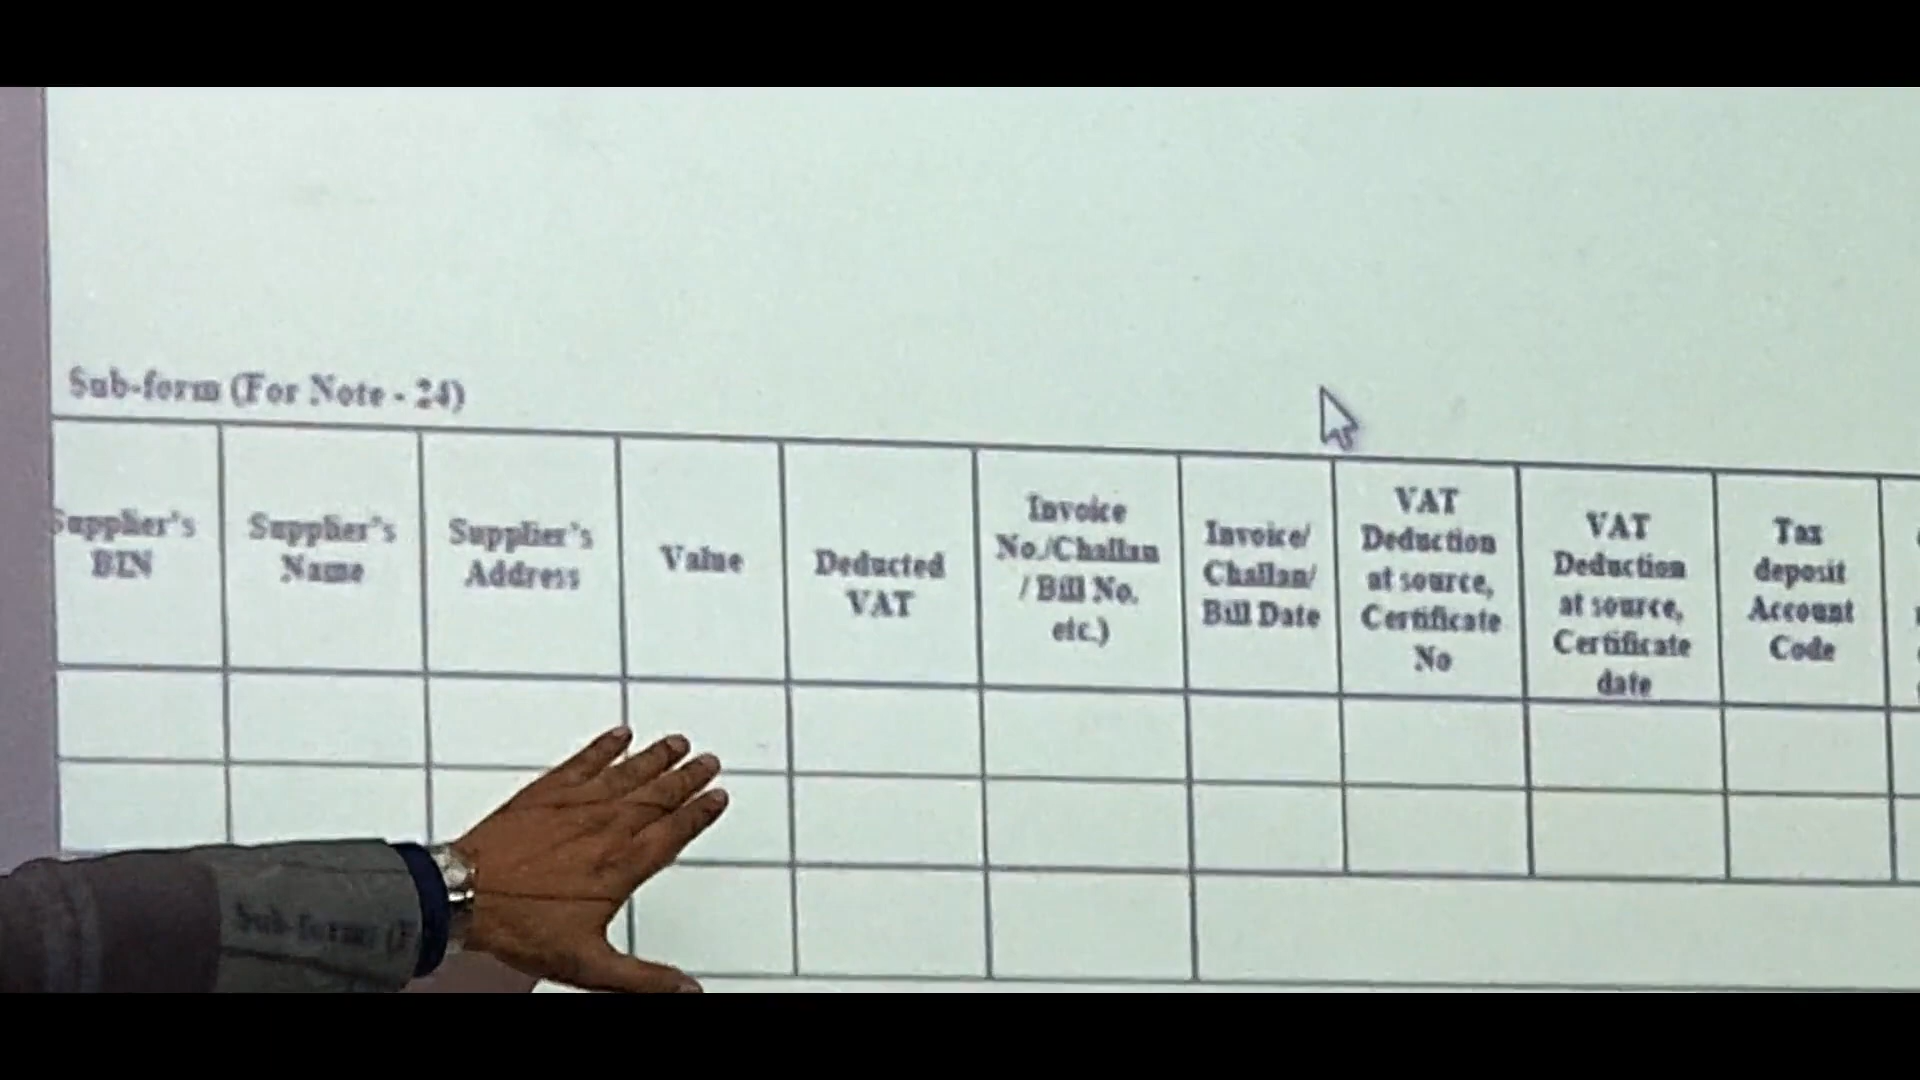 Sub-form (For Note - 24)
Supplier's
BIN
Supplier's
Name
Supplier's
Address
Value
Deducted
VAT
Invoice
No./Challan
/ Bill No.
etc.)
Invoice/
Challan/
Bill Date
VAT
Deduction
at source,
Certificate
No
VAT
Deduction
at source,
Certificate
date
Tax
deposit
Account
Code
Sub-form (F